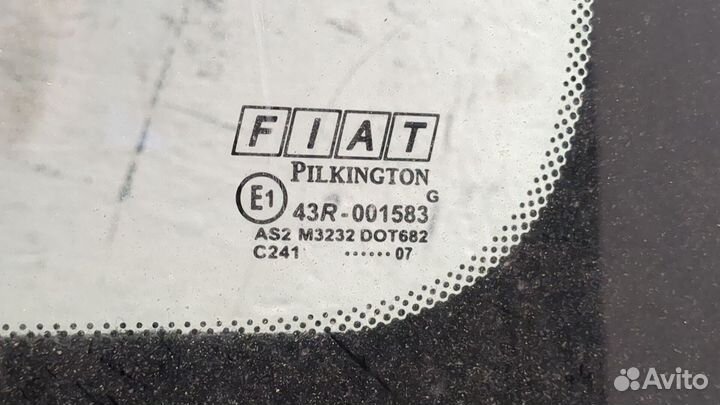 FIAT
PILKINGTON
E1 43R-001583 G
AS2 M3232 DOT682
C241 ······ 07
Avito